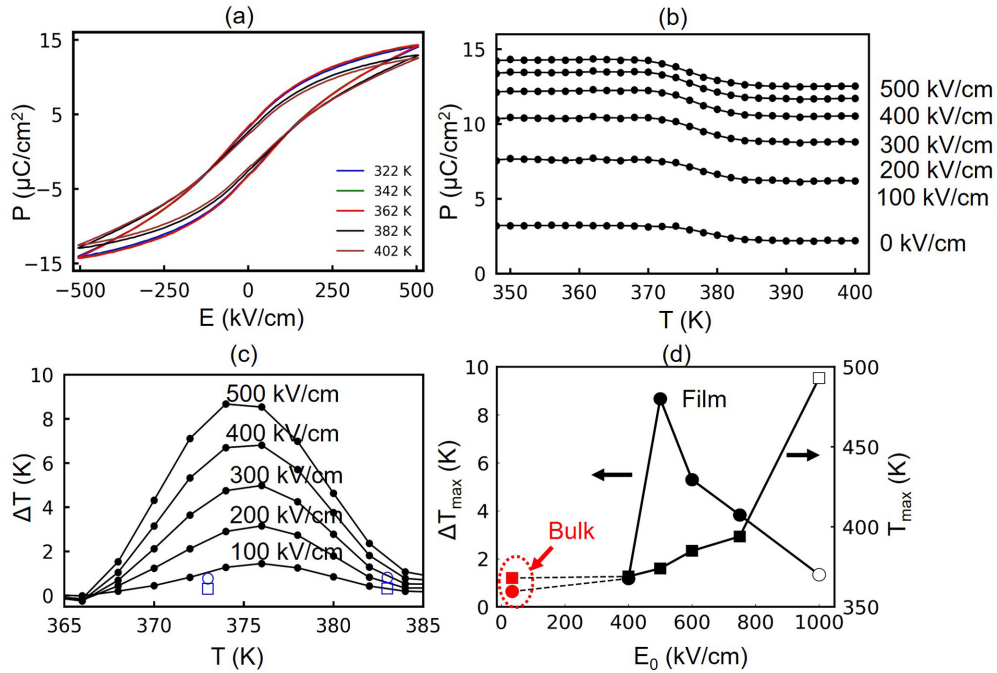 (a)
15
5
−5
−15
P (μC/cm²)
−500
−250
0
250
500
E (kV/cm)
322 K
342 K
362 K
382 K
402 K
(b)
15
10
5
0
P (μC/cm²)
350
360
370
380
390
400
T (K)
500 kV/cm
400 kV/cm
300 kV/cm
200 kV/cm
100 kV/cm
0 kV/cm
(c)
10
8
6
4
2
0
ΔT (K)
365
370
375
380
385
T (K)
500 kV/cm
400 kV/cm
300 kV/cm
200 kV/cm
100 kV/cm
(d)
10
8
6
4
2
0
ΔTmax (K)
500
450
400
350
Tmax (K)
Film
Bulk
0
200
400
600
800
1000
E₀ (kV/cm)